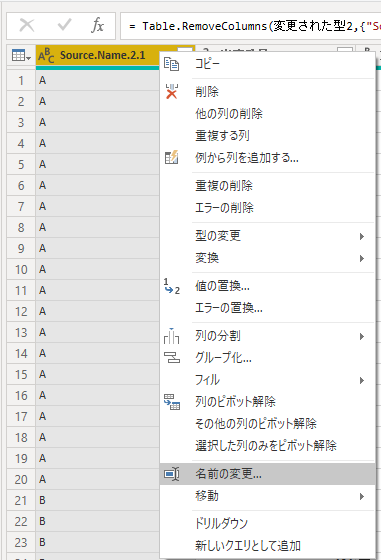 = Table.RemoveColumns(変更された型2,{"S
ABC Source.Name.2.1
コピー
1 A
削除
2 A
他の列の削除
3 A
重複する列
4 A
例から列を追加する...
5 A
重複の削除
6 A
エラーの削除
7 A
8 A
型の変更
9 A
変換
10 A
11 A
値の置換...
12 A
エラーの置換...
13 A
列の分割
14 A
グループ化...
15 A
フィル
16 A
列のピボット解除
17 A
その他の列のピボット解除
18 A
選択した列のみをピボット解除
19 A
20 A
名前の変更...
21 B
移動
22 B
ドリルダウン
23 B
新しいクエリとして追加